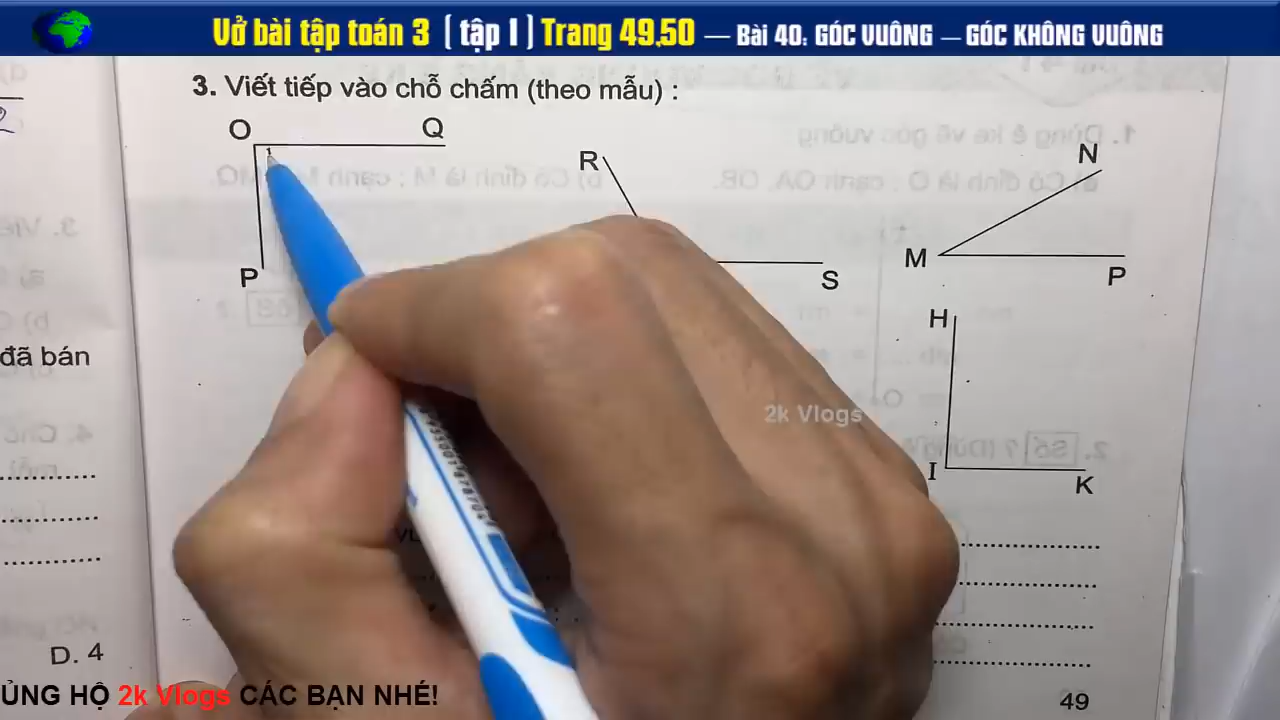 Vở bài tập toán 3 ( tập 1 ) Trang 49,50 – Bài 40: GÓC VUÔNG – GÓC KHÔNG VUÔNG
3. Viết tiếp vào chỗ chấm (theo mẫu) :
O Q
P
R
S
N
M
P
H
I
K
đã bán
2k Vlogs
D. 4
49
ỦNG HỘ 2k Vlogs CÁC BẠN NHÉ!